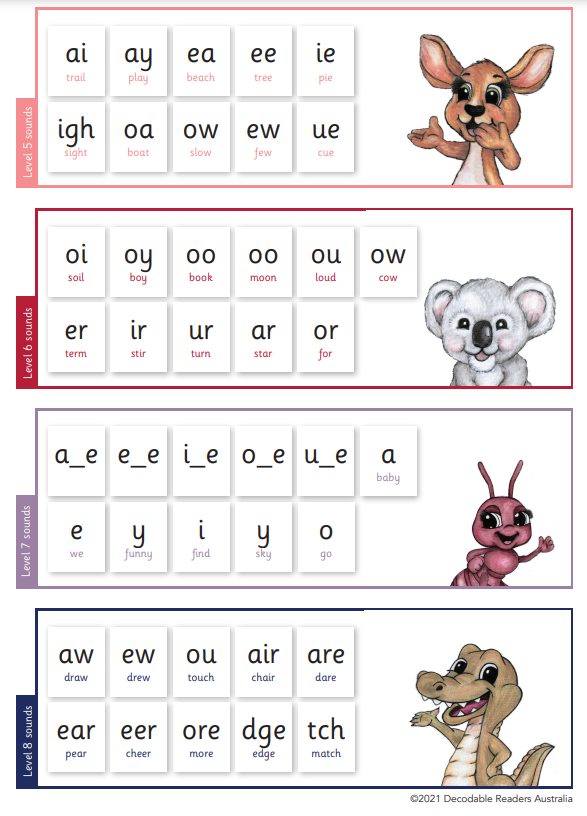 Level 5 sounds
ai ay ea ee ie
trail play beach tree pie
igh oa ow ew ue
sight boat slow few cue
Level 6 sounds
oi oy oo oo ou ow
soil boy book moon loud cow
er ir ur ar or
term stir turn star for
Level 7 sounds
a_e e_e i_e o_e u_e a
baby
e y i y o
we funny find sky go
Level 8 sounds
aw ew ou air are
draw drew touch chair dare
ear eer ore dge tch
pear cheer more edge match
©2021 Decodable Readers Australia